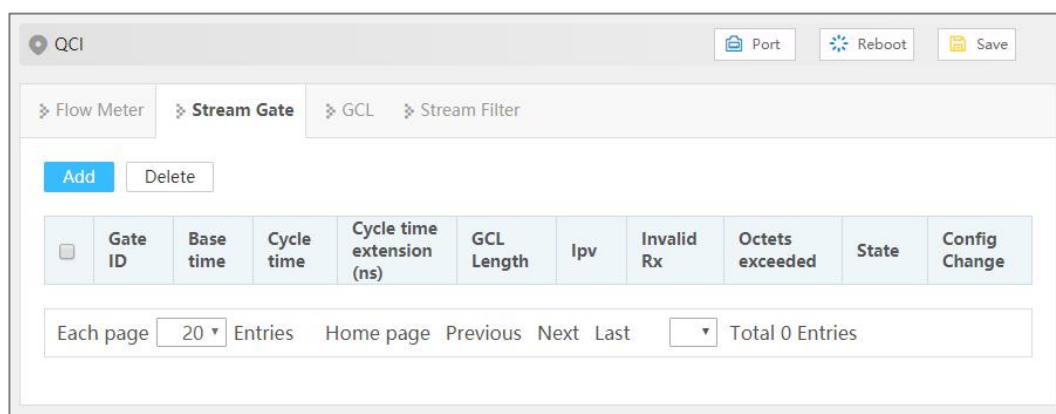 QCI Port Reboot Save
Flow Meter Stream Gate GCL Stream Filter
Add Delete
Gate ID Base time Cycle time Cycle time extension (ns) GCL Length Ipv Invalid Rx Octets exceeded State Config Change
Each page 20 Entries Home page Previous Next Last Total 0 Entries